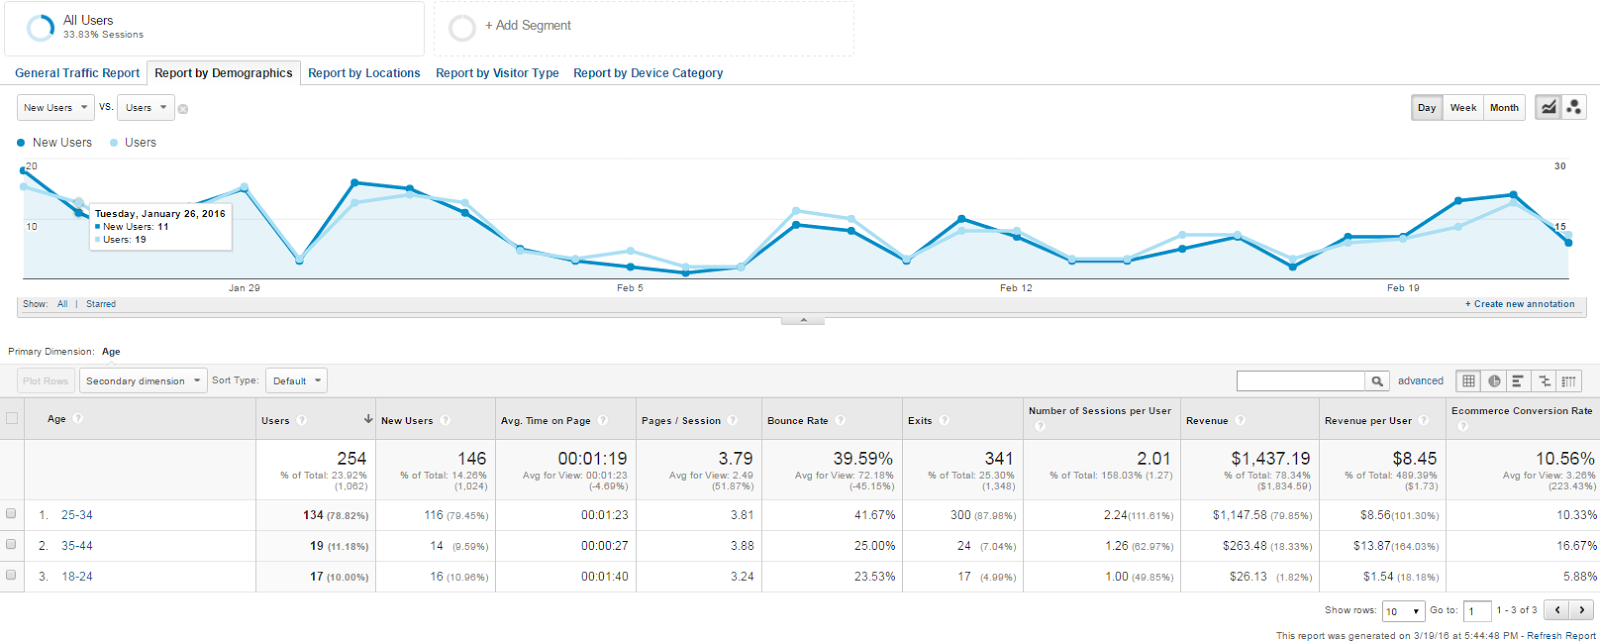 All Users
33.83% Sessions
+ Add Segment
General Traffic Report Report by Demographics Report by Locations Report by Visitor Type Report by Device Category
New Users VS. Users
Day Week Month
New Users Users
20 30
10 15
Tuesday, January 26, 2016
New Users: 11
Users: 19
Jan 29 Feb 5 Feb 12 Feb 19
Show: All | Starred + Create new annotation
Primary Dimension: Age
Plot Rows Secondary dimension Sort Type: Default advanced
Age ? Users ? New Users ? Avg. Time on Page ? Pages / Session ? Bounce Rate ? Exits ? Number of Sessions per User ? Revenue ? Revenue per User ? Ecommerce Conversion Rate ?
254 146 00:01:19 3.79 39.59% 341 2.01 $1,437.19 $8.45 10.56%
% of Total: 23.92% % of Total: 14.26% Avg for View: 00:01:23 Avg for View: 2.49 Avg for View: 72.18% % of Total: 25.30% % of Total: 158.03% (1.27) % of Total: 78.34% % of Total: 489.39% Avg for View: 3.26%
(1,062) (1,024) (-4.69%) (51.87%) (-45.15%) (1,348) ($1,834.59) ($1.73) (223.43%)
1. 25-34 134 (78.82%) 116 (79.45%) 00:01:23 3.81 41.67% 300 (87.98%) 2.24(111.61%) $1,147.58 (79.85%) $8.56(101.30%) 10.33%
2. 35-44 19 (11.18%) 14 (9.59%) 00:00:27 3.88 25.00% 24 (7.04%) 1.26 (62.97%) $263.48 (18.33%) $13.87(164.03%) 16.67%
3. 18-24 17 (10.00%) 16 (10.96%) 00:01:40 3.24 23.53% 17 (4.99%) 1.00 (49.85%) $26.13 (1.82%) $1.54 (18.18%) 5.88%
Show rows: 10 Go to: 1 1 - 3 of 3
This report was generated on 3/19/16 at 5:44:48 PM - Refresh Report